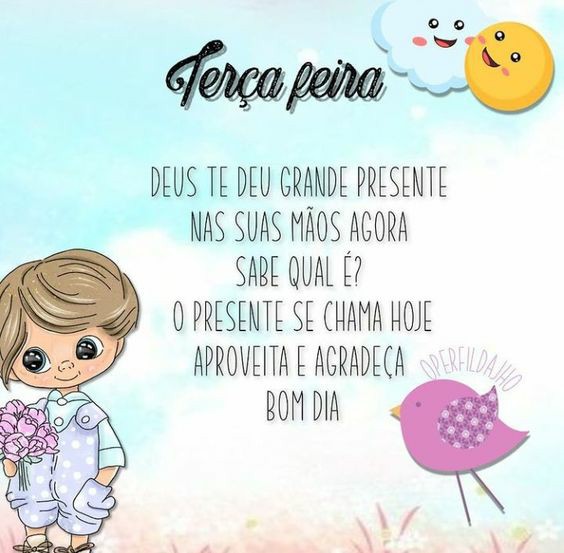 Terça feira
DEUS TE DEU GRANDE PRESENTE
NAS SUAS MÃOS AGORA
SABE QUAL É?
O PRESENTE SE CHAMA HOJE
APROVEITA E AGRADEÇA
BOM DIA
OPERFILDAJHO